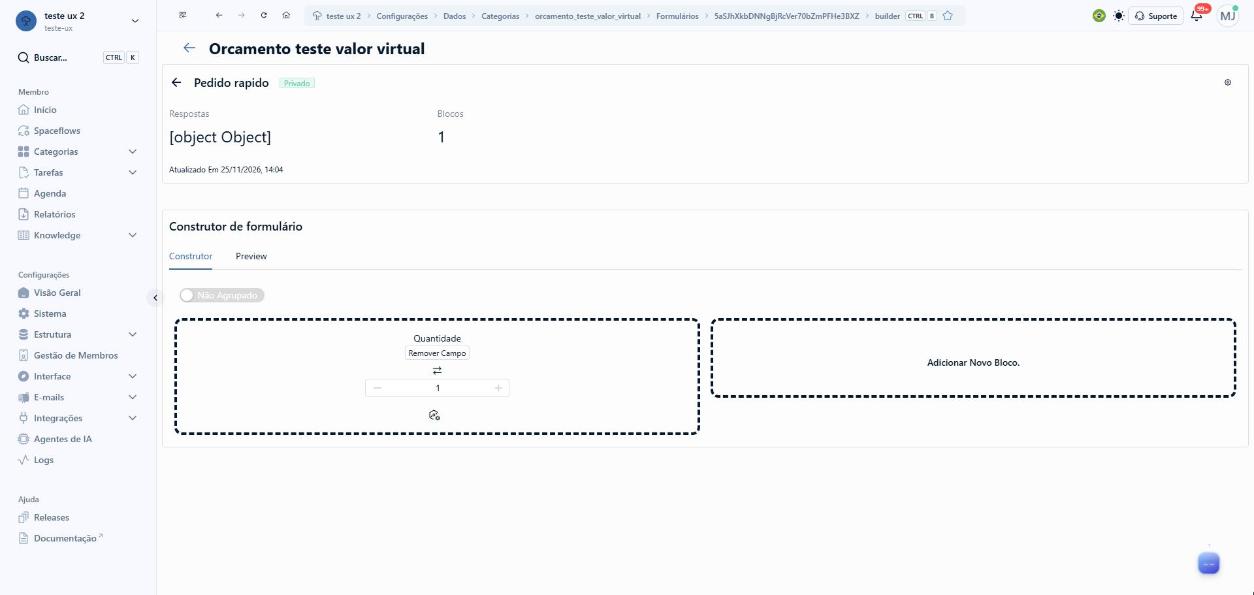 teste ux 2
teste-ux
Buscar...
CTRL K
Membro
Início
Spaceflows
Categorias
Tarefas
Agenda
Relatórios
Knowledge
Configurações
Visão Geral
Sistema
Estrutura
Gestão de Membros
Interface
E-mails
Integrações
Agentes de IA
Logs
Ajuda
Releases
Documentação
teste ux 2 > Configurações > Dados > Categorias > orcamento_teste_valor_virtual > Formulários > 5aSJhXkbDNNgBjRcVer70bZmPFHe3BXZ > builder CTRL B
Suporte
99+
MJ
Orcamento teste valor virtual
Pedido rapido Privado
Respostas Blocos
[object Object] 1
Atualizado Em 25/11/2026, 14:04
Construtor de formulário
Construtor Preview
Não Agrupado
Quantidade
Remover Campo
1
Adicionar Novo Bloco.